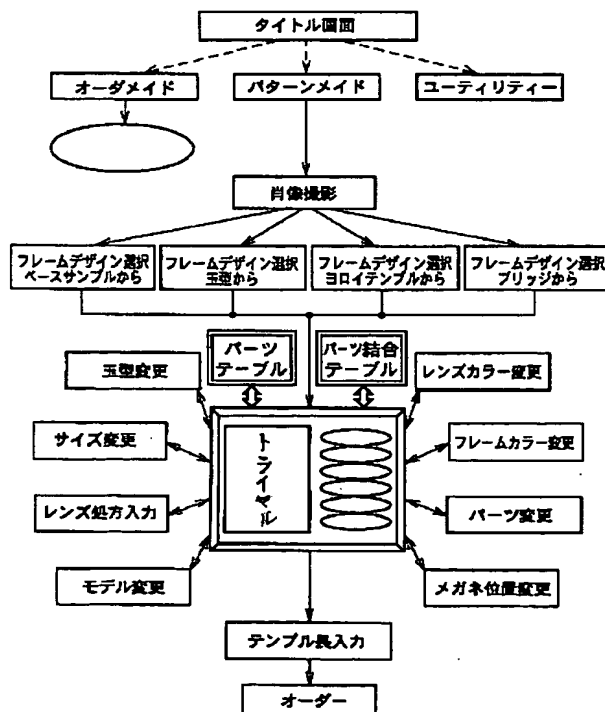 タイトル画面
オーダメイド
パターンメイド
ユーティリティー
肖像撮影
フレームデザイン選択
ベースサンプルから
フレームデザイン選択
玉型から
フレームデザイン選択
ヨロイテンプルから
フレームデザイン選択
ブリッジから
パーツ
テーブル
パーツ結合
テーブル
玉型変更
レンズカラー変更
サイズ変更
トライヤル
フレームカラー変更
レンズ処方入力
パーツ変更
モデル変更
メガネ位置変更
テンプル長入力
オーダー